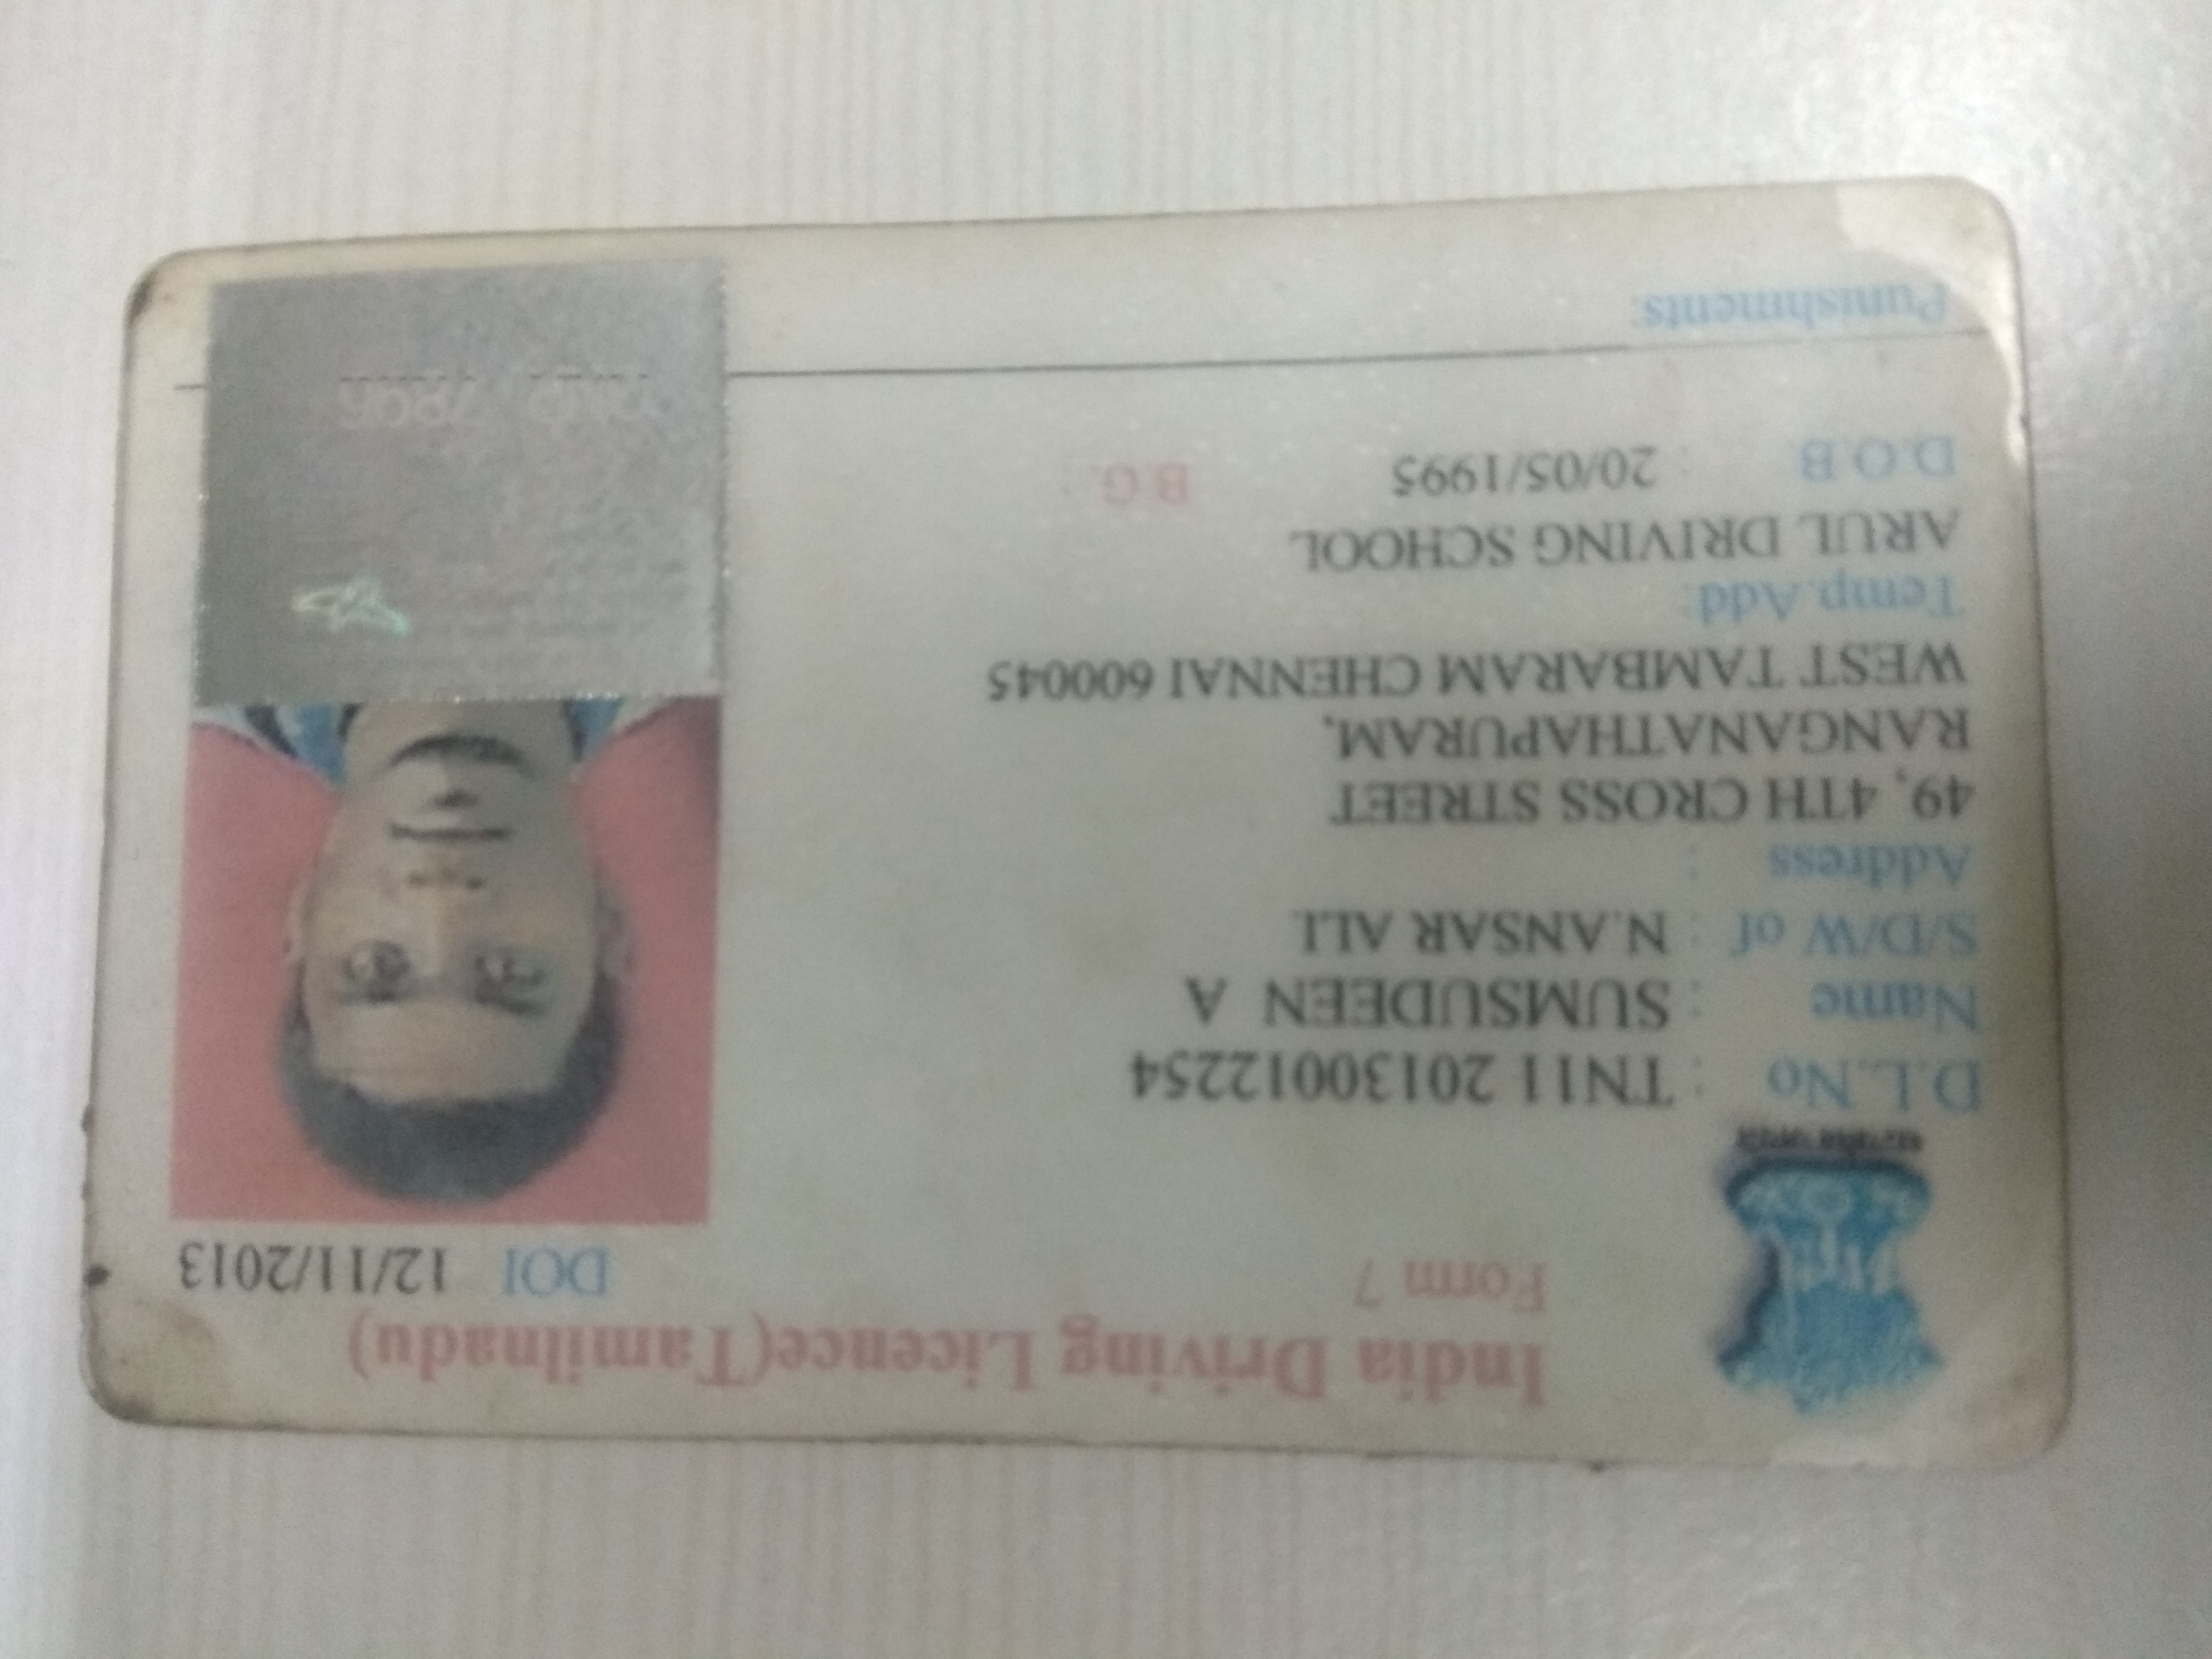 India Driving Licence(Tamilnadu)
Form 7
DOI 12/11/2013
D.L.No : TN11 20130012254
Name : SUMSUDEEN A
S/D/W of : N.ANSAR ALI
Address :
49, 4TH CROSS STREET
RANGANATHAPURAM,
WEST TAMBARAM CHENNAI 600045
Temp.Add:
ARUL DRIVING SCHOOL
D.O.B : 20/05/1995 B.G. :
Punishments: